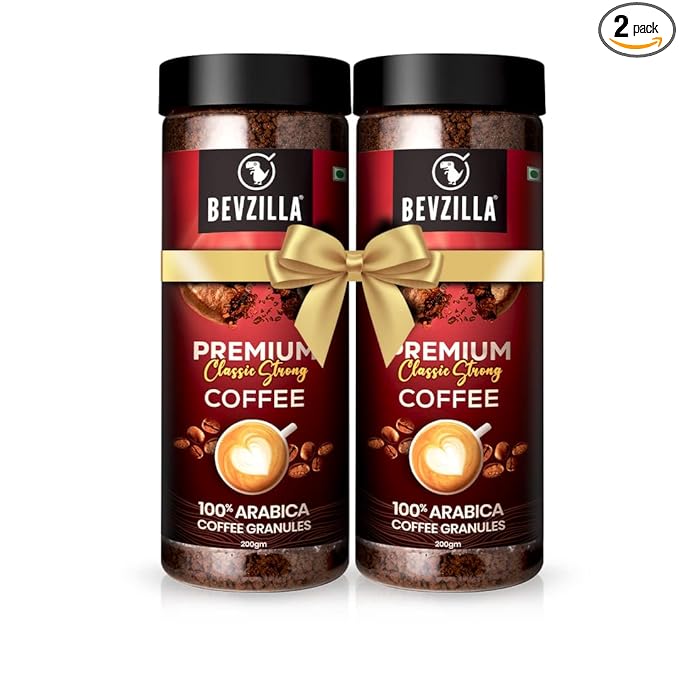 2 pack
BEVZILLA®
PREMIUM
Classic Strong
COFFEE
100% ARABICA
COFFEE GRANULES
200gm
BEVZILLA®
PREMIUM
Classic Strong
COFFEE
100% ARABICA
COFFEE GRANULES
200gm